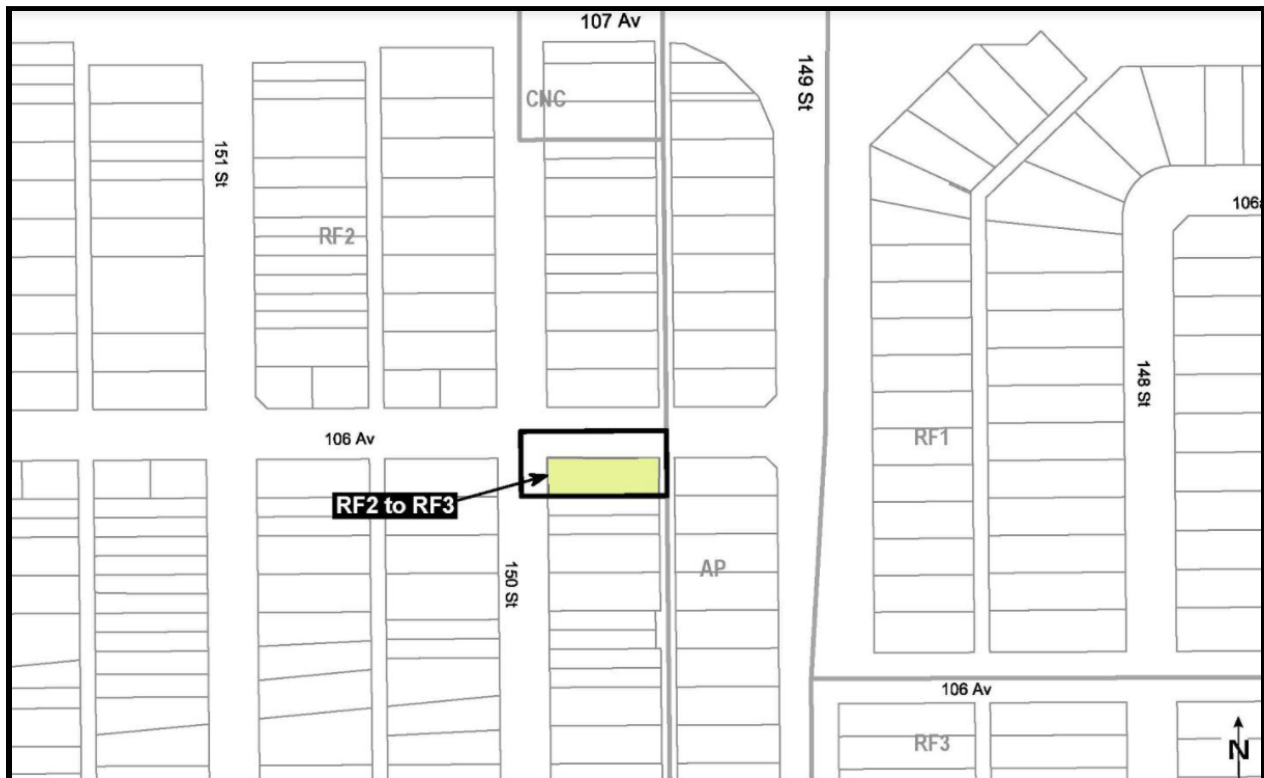 107 Av
149 St
CNC
151 St
106a
RF2
148 St
106 Av
RF1
RF2 to RF3
150 St
AP
106 Av
RF3
N